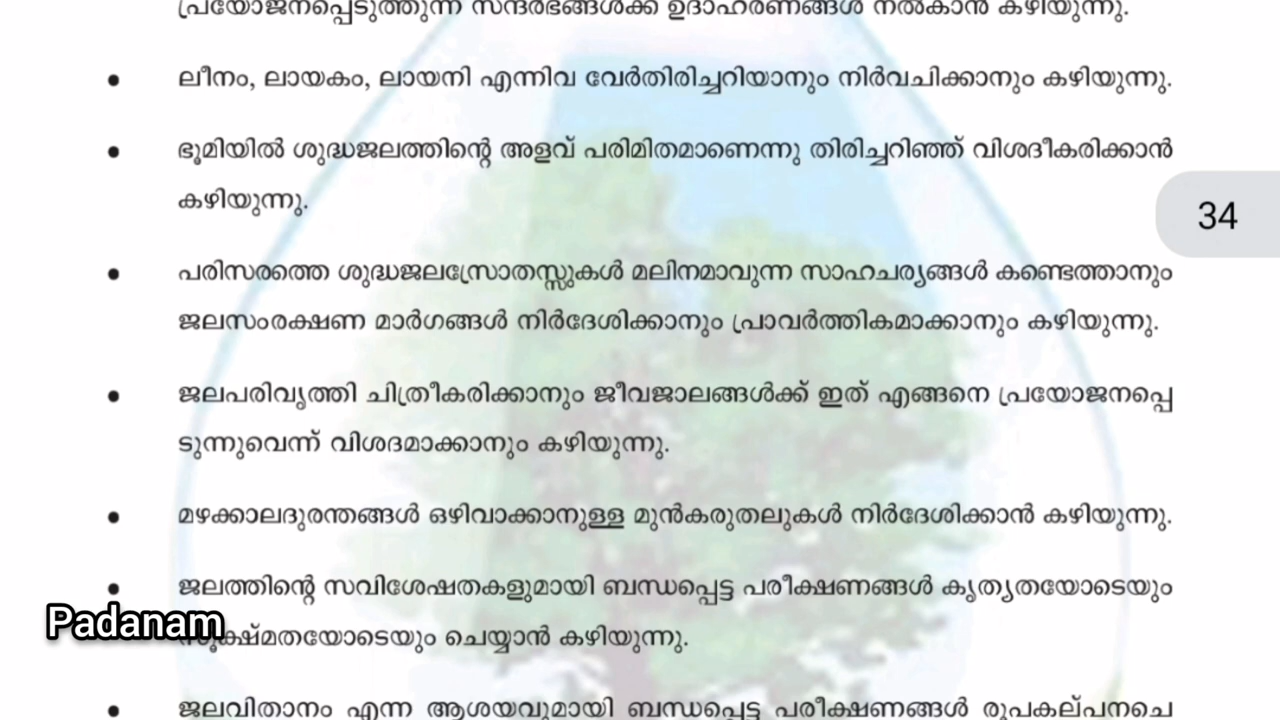 പ്രയോജനപ്പെടുത്തുന്ന സന്ദർഭങ്ങൾക്ക് ഉദാഹരണങ്ങൾ നൽകാൻ കഴിയുന്നു.
• ലീനം, ലായകം, ലായനി എന്നിവ വേർതിരിച്ചറിയാനും നിർവചിക്കാനും കഴിയുന്നു.
• ഭൂമിയിൽ ശുദ്ധജലത്തിന്റെ അളവ് പരിമിതമാണെന്നു തിരിച്ചറിഞ്ഞ് വിശദീകരിക്കാൻ
കഴിയുന്നു.
34
• പരിസരത്തെ ശുദ്ധജലസ്രോതസ്സുകൾ മലിനമാവുന്ന സാഹചര്യങ്ങൾ കണ്ടെത്താനും
ജലസംരക്ഷണ മാർഗങ്ങൾ നിർദേശിക്കാനും പ്രാവർത്തികമാക്കാനും കഴിയുന്നു.
• ജലപരിവൃത്തി ചിത്രീകരിക്കാനും ജീവജാലങ്ങൾക്ക് ഇത് എങ്ങനെ പ്രയോജനപ്പെ
ടുന്നുവെന്ന് വിശദമാക്കാനും കഴിയുന്നു.
• മഴക്കാലദുരന്തങ്ങൾ ഒഴിവാക്കാനുള്ള മുൻകരുതലുകൾ നിർദേശിക്കാൻ കഴിയുന്നു.
• ജലത്തിന്റെ സവിശേഷതകളുമായി ബന്ധപ്പെട്ട പരീക്ഷണങ്ങൾ കൃത്യതയോടെയും
Padanam
സൂക്ഷ്മതയോടെയും ചെയ്യാൻ കഴിയുന്നു.
• ജലവിതാനം എന്ന ആശയവുമായി ബന്ധപ്പെട്ട പരീക്ഷണങ്ങൾ രൂപകല്പനചെ